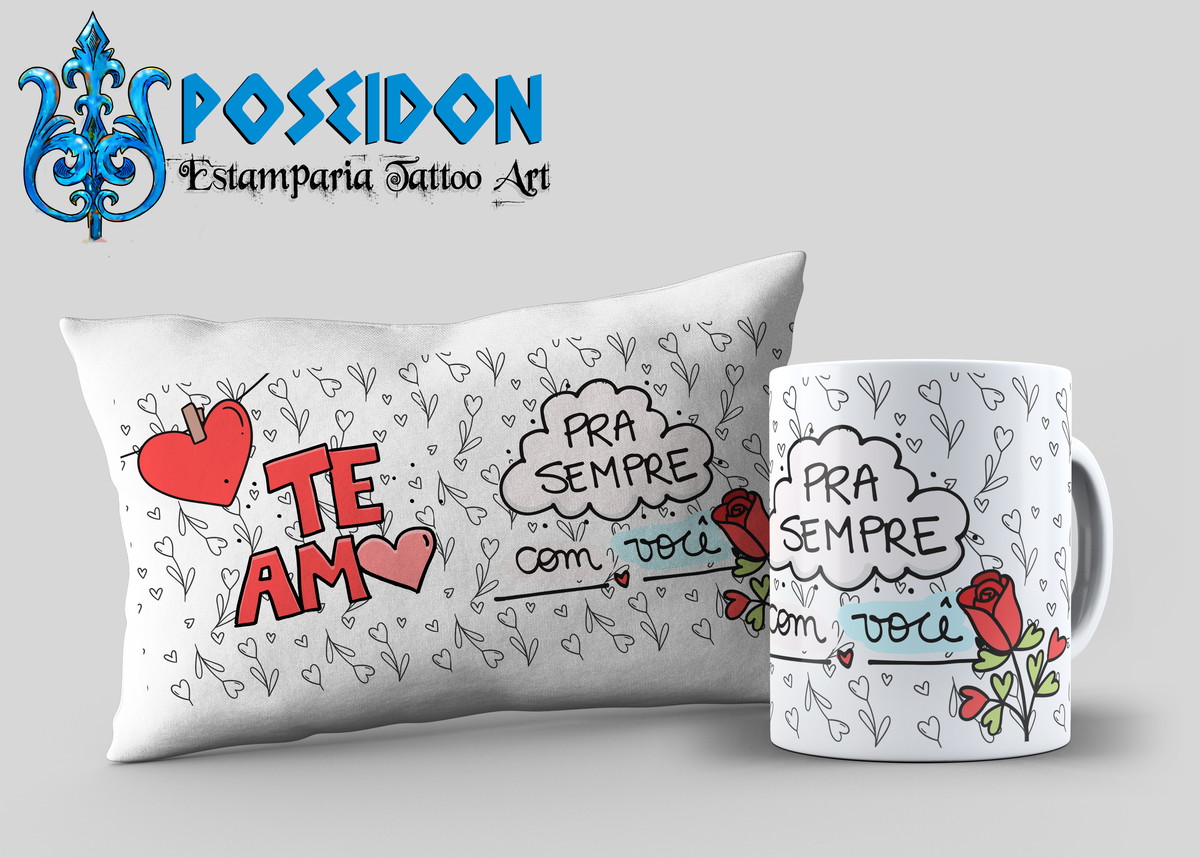 POSEIDON
Estamparia Tattoo Art
TE
AM
PRA
SEMPRE
com você
PRA
SEMPRE
com você